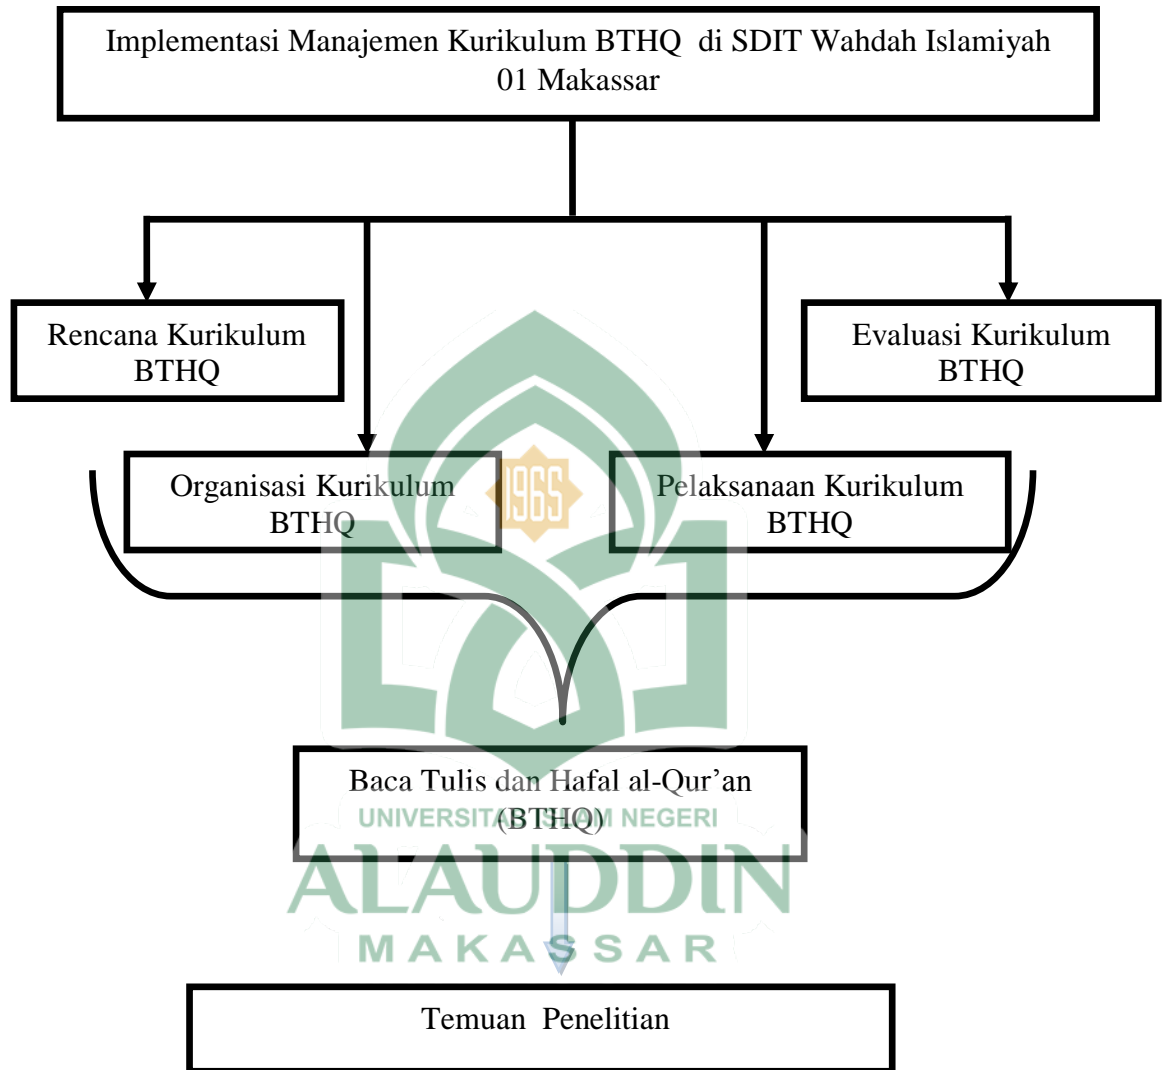 Implementasi Manajemen Kurikulum BTHQ di SDIT Wahdah Islamiyah
01 Makassar
Rencana Kurikulum
BTHQ
Evaluasi Kurikulum
BTHQ
Organisasi Kurikulum
BTHQ
1965
Pelaksanaan Kurikulum
BTHQ
Baca Tulis dan Hafal al-Qur’an
(BTHQ)
UNIVERSITAS ISLAM NEGERI
ALAUDDIN
MAKASSAR
Temuan Penelitian